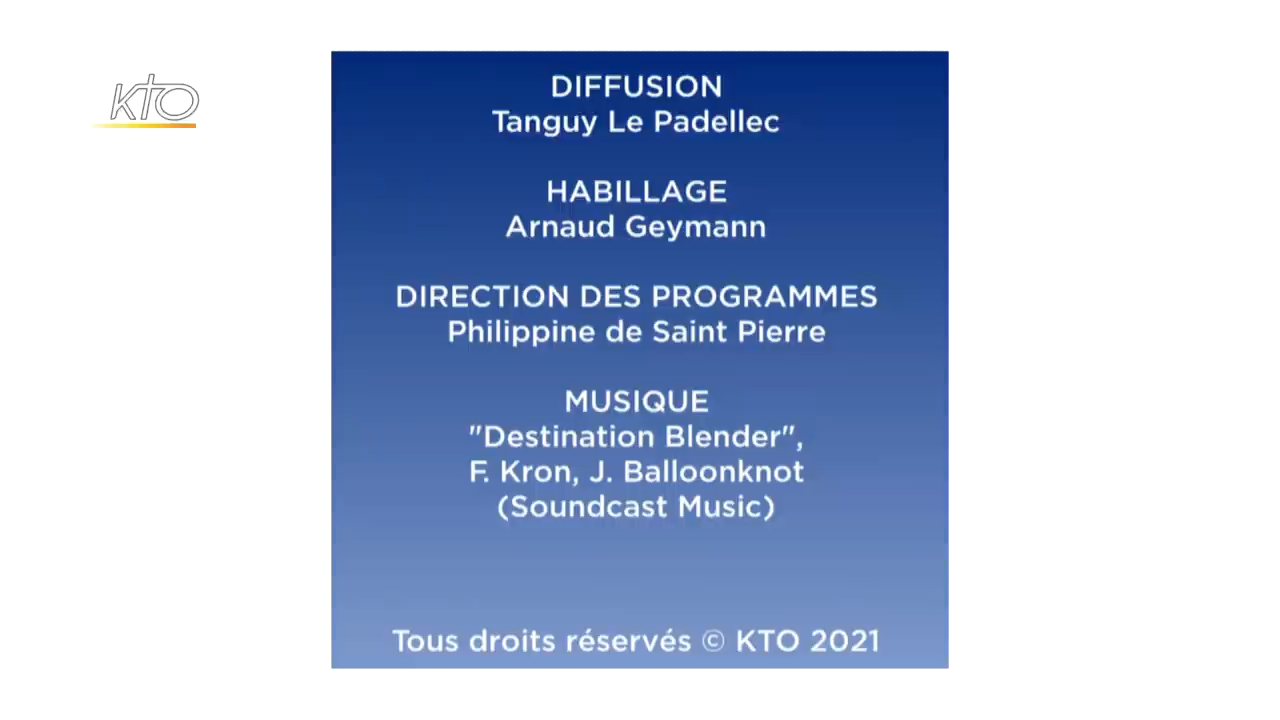 KTO
DIFFUSION
Tanguy Le Padellec
HABILLAGE
Arnaud Geymann
DIRECTION DES PROGRAMMES
Philippine de Saint Pierre
MUSIQUE
"Destination Blender",
F. Kron, J. Balloonknot
(Soundcast Music)
Tous droits réservés © KTO 2021